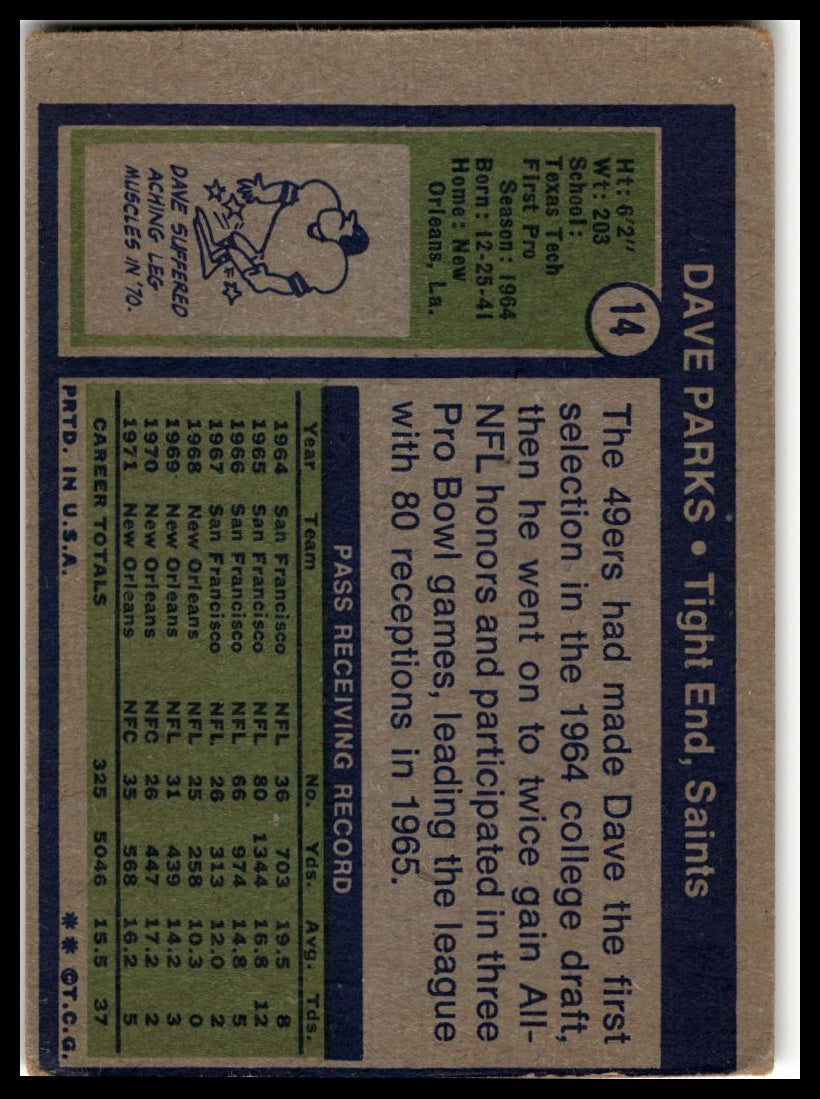 DAVE PARKS • Tight End, Saints
14
Ht: 6'2"
Wt: 203
School:
Texas Tech
First Pro
Season: 1964
Born: 12-25-41
Home: New
Orleans, La.
DAVE SUFFERED
ACHING LEG
MUSCLES IN '70.
The 49ers had made Dave the first
selection in the 1964 college draft,
then he went on to twice gain All-
NFL honors and participated in three
Pro Bowl games, leading the league
with 80 receptions in 1965.
PASS RECEIVING RECORD
Year Team No. Yds. Avg. Tds.
1964 San Francisco NFL 36 703 19.5 8
1965 San Francisco NFL 80 1344 16.8 12
1966 San Francisco NFL 66 974 14.8 5
1967 San Francisco NFL 26 313 12.0 2
1968 New Orleans NFL 25 258 10.3 0
1969 New Orleans NFL 31 439 14.2 3
1970 New Orleans NFC 26 447 17.2 2
1971 New Orleans NFC 35 568 16.2 5
CAREER TOTALS 325 5046 15.5 37
PRTD. IN U.S.A. ** ©T.C.G.